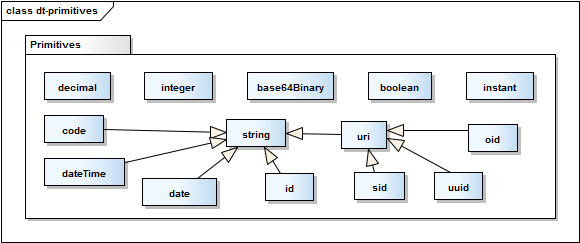 class dt-primitives
Primitives
decimal
integer
base64Binary
boolean
instant
code
string
uri
oid
dateTime
date
id
sid
uuid